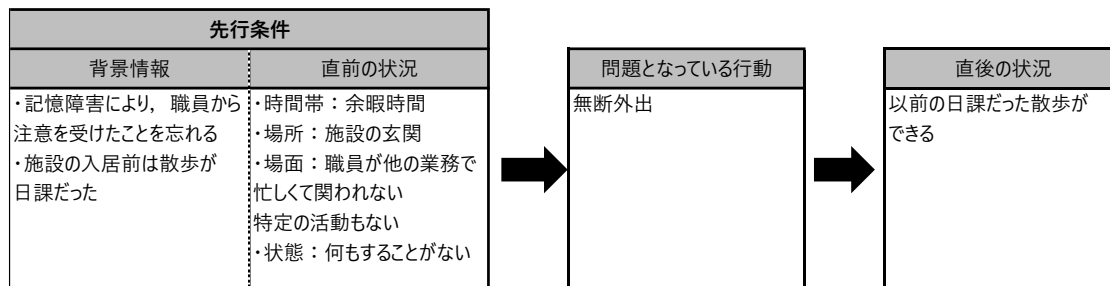 先行条件
背景情報
直前の状況
・記憶障害により，職員から
注意を受けたことを忘れる
・施設の入居前は散歩が
日課だった
・時間帯：余暇時間
・場所：施設の玄関
・場面：職員が他の業務で
忙しくて関われない
特定の活動もない
・状態：何もすることがない
問題となっている行動
無断外出
直後の状況
以前の日課だった散歩が
できる